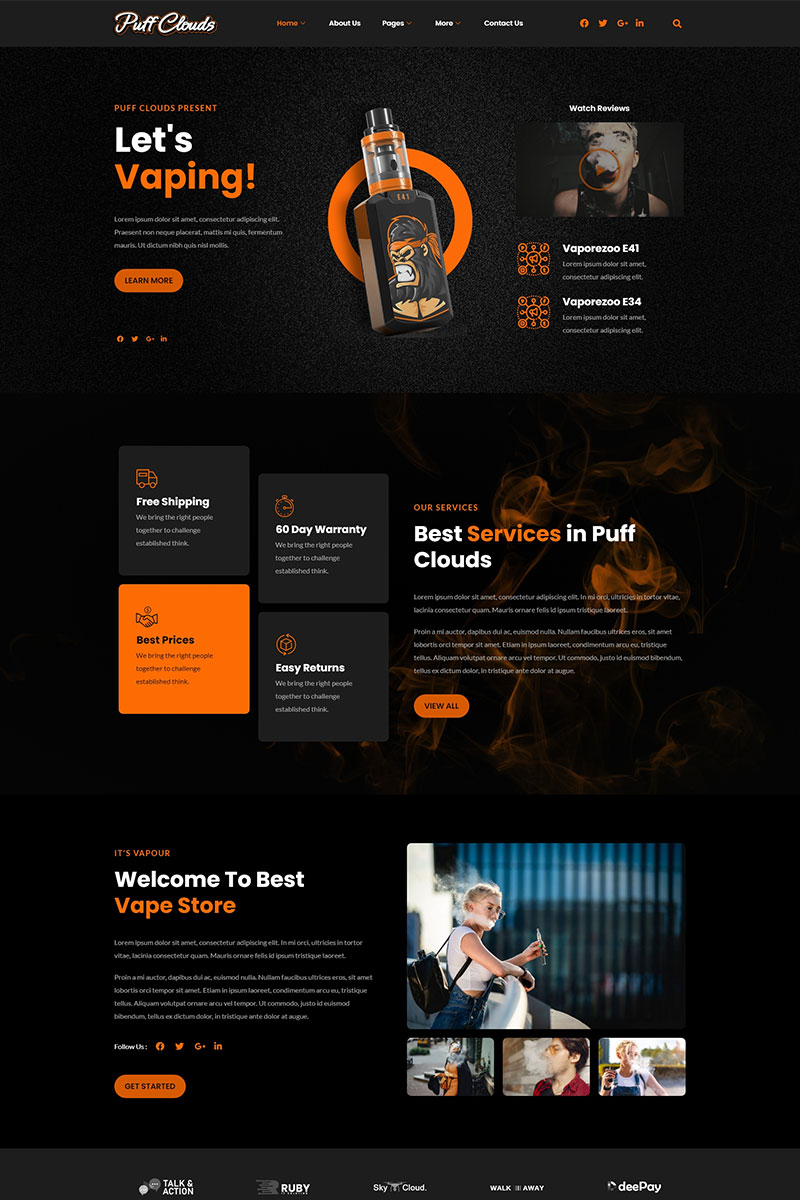 Puff Clouds
Home
About Us
Pages
More
Contact Us
PUFF CLOUDS PRESENT
Let's
Vaping!
Lorem ipsum dolor sit amet, consectetur adipiscing elit.
Praesent non neque placerat, mattis mi quis, fermentum
mauris. Ut dictum nibh quis nisl mollis.
LEARN MORE
E41
Watch Reviews
Vaporezoo E41
Lorem ipsum dolor sit amet,
consectetur adipiscing elit.
Vaporezoo E34
Lorem ipsum dolor sit amet,
consectetur adipiscing elit.
Free Shipping
We bring the right people
together to challenge
established think.
60 Day Warranty
We bring the right people
together to challenge
established think.
Best Prices
We bring the right people
together to challenge
established think.
Easy Returns
We bring the right people
together to challenge
established think.
OUR SERVICES
Best Services in Puff
Clouds
Lorem ipsum dolor sit amet, consectetur adipiscing elit. In mi orci, ultricies in tortor vitae,
lacinia consectetur quam. Mauris ornare felis id ipsum tristique laoreet.
Proin a mi auctor, dapibus dui ac, euismod nulla. Nullam faucibus ultrices eros, sit amet
lobortis orci tempor sit amet. Etiam in ipsum laoreet, condimentum arcu eu, tristique
tellus. Aliquam volutpat ornare arcu vel tempor. Ut commodo, justo id euismod bibendum,
tellus ex dictum dolor, in tristique ante dolor at augue.
VIEW ALL
IT'S VAPOUR
Welcome To Best
Vape Store
Lorem ipsum dolor sit amet, consectetur adipiscing elit. In mi orci, ultricies in tortor
vitae, lacinia consectetur quam. Mauris ornare felis id ipsum tristique laoreet.
Proin a mi auctor, dapibus dui ac, euismod nulla. Nullam faucibus ultrices eros, sit amet
lobortis orci tempor sit amet. Etiam in ipsum laoreet, condimentum arcu eu, tristique
tellus. Aliquam volutpat ornare arcu vel tempor. Ut commodo, justo id euismod
bibendum, tellus ex dictum dolor, in tristique ante dolor at augue.
Follow Us :
GET STARTED
TALK &
ACTION
RUBY
Sky Cloud.
WALK AWAY
deePay